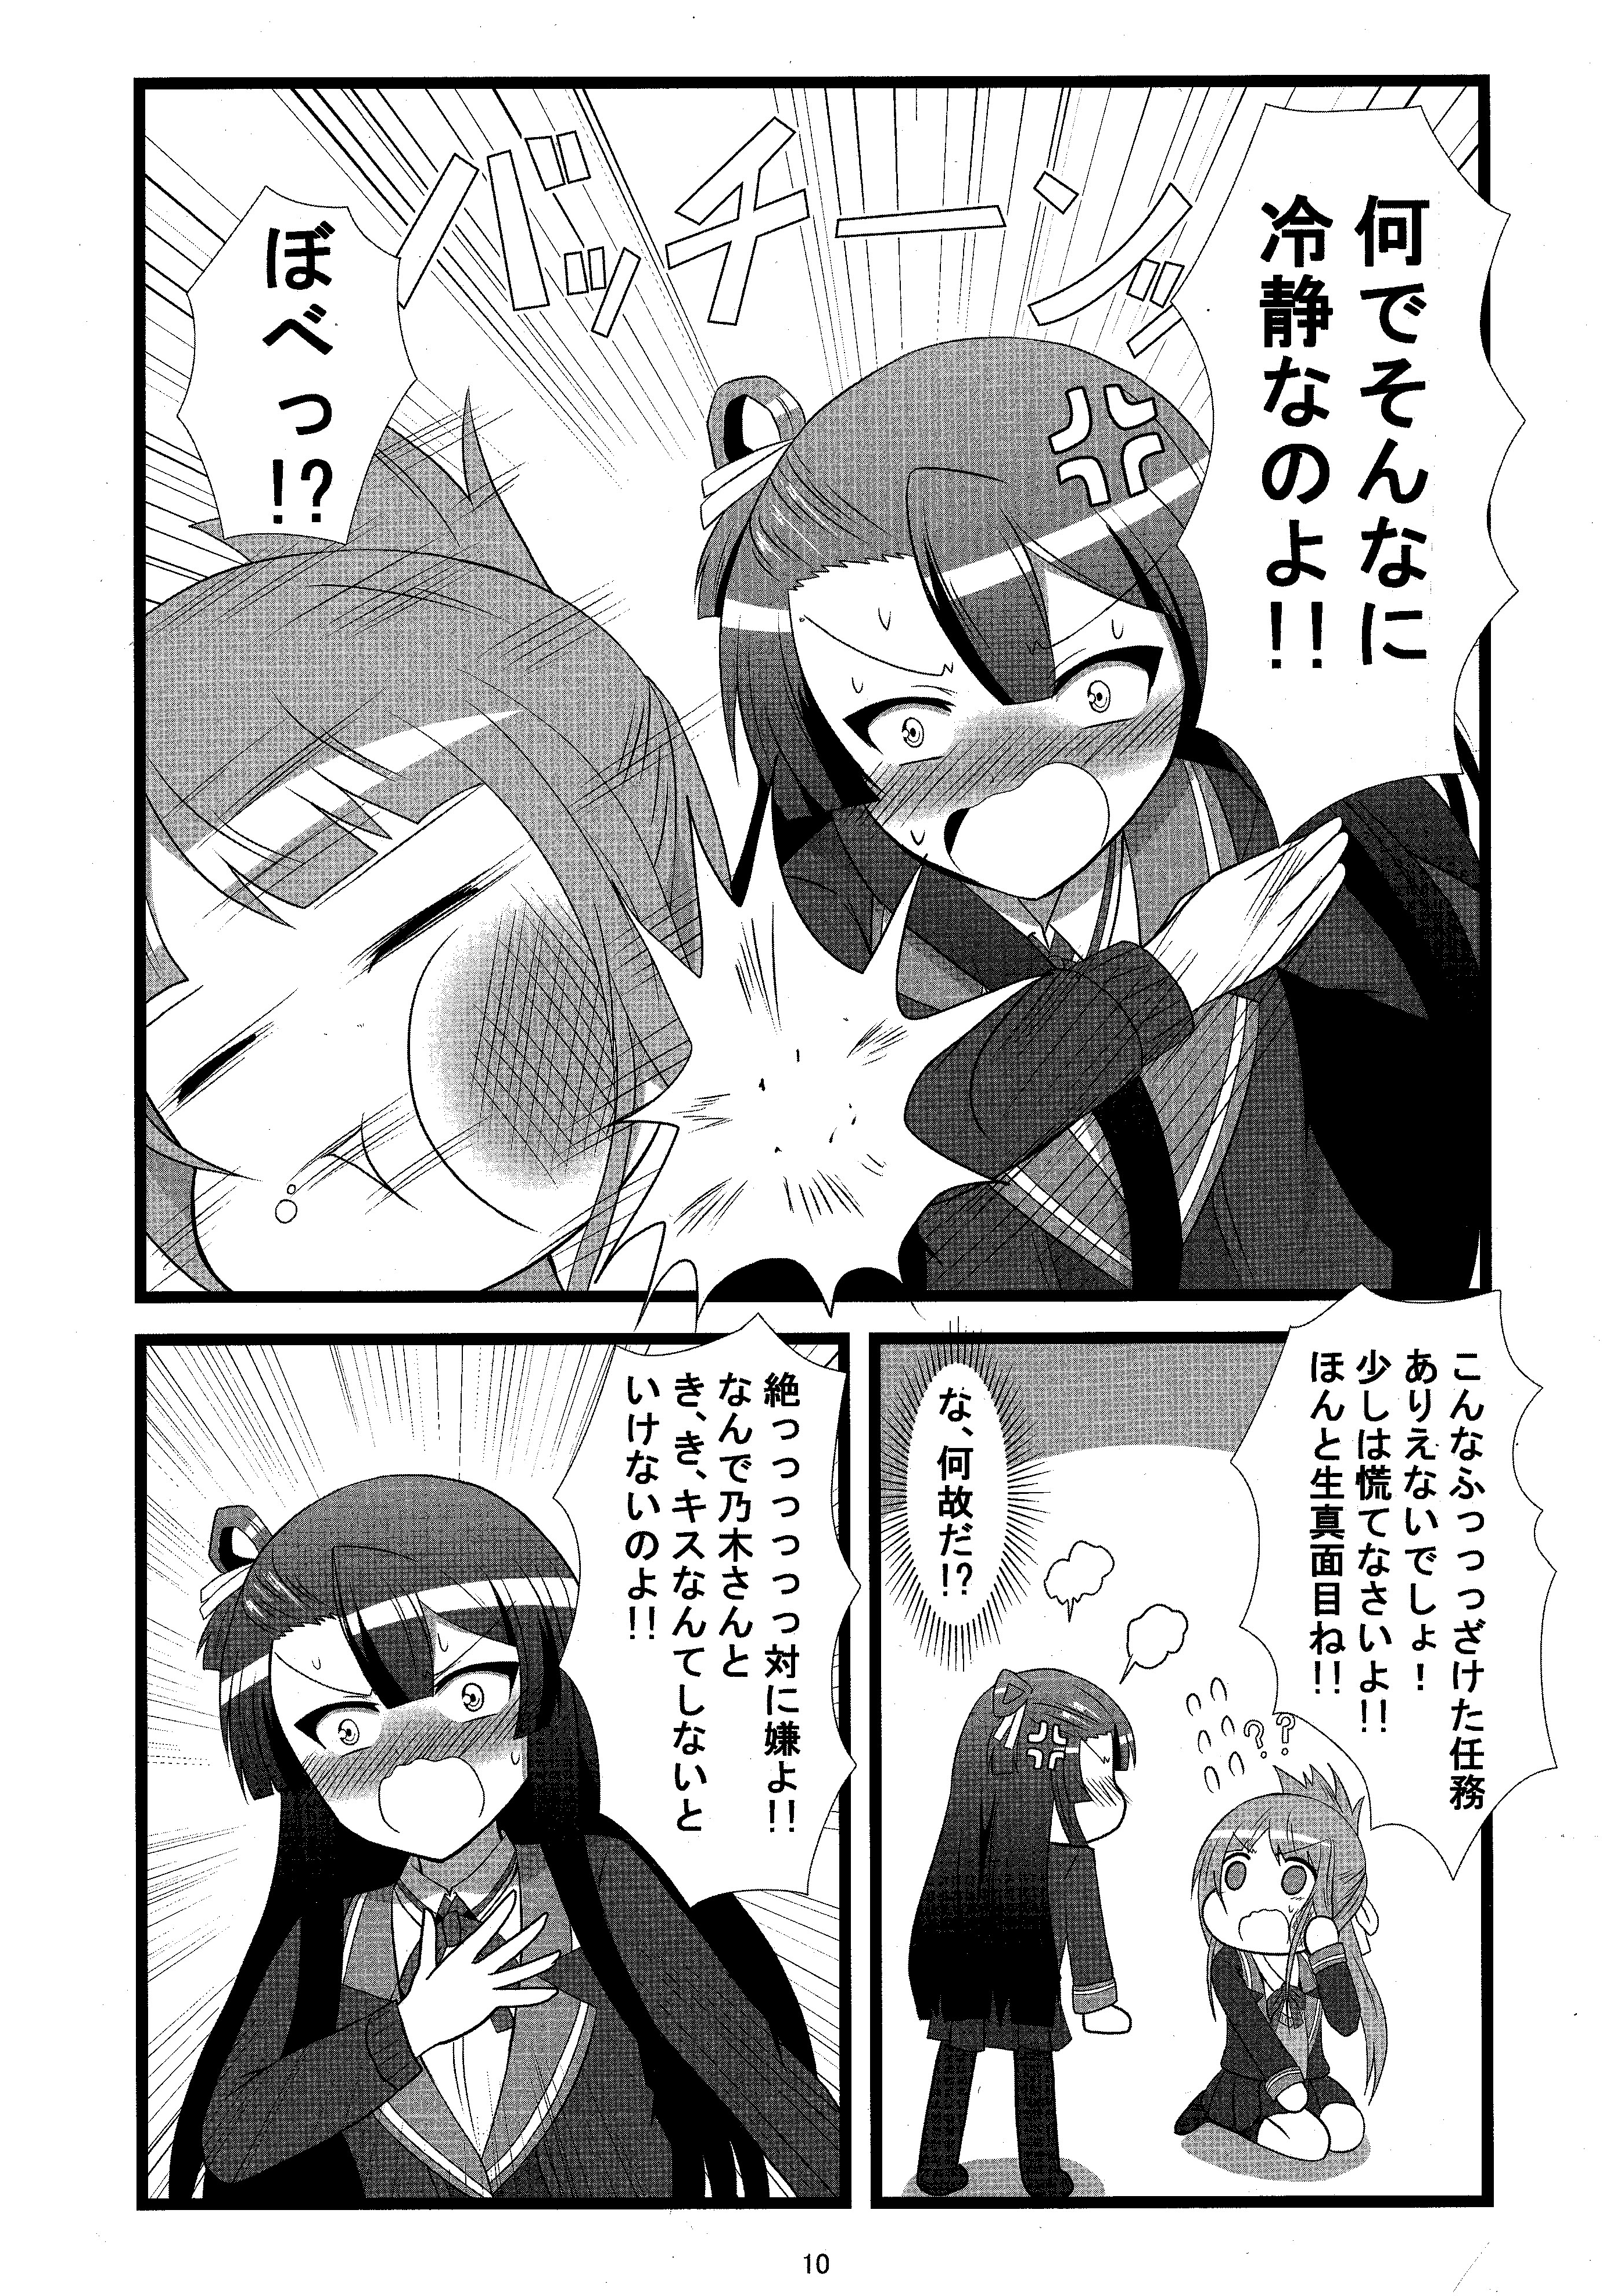 何でそんなに
冷静なのよ!!
バッチーンッ
ぼべっ!?
こんなふっっっざけた任務
ありえないでしょ!
少しは慌てなさいよ!!
ほんと生真面目ね!!
??
な、何故だ!?
絶っっっっっっ対に嫌よ!!
なんで乃木さんと
き、き、キスなんてしないと
いけないのよ!!
10